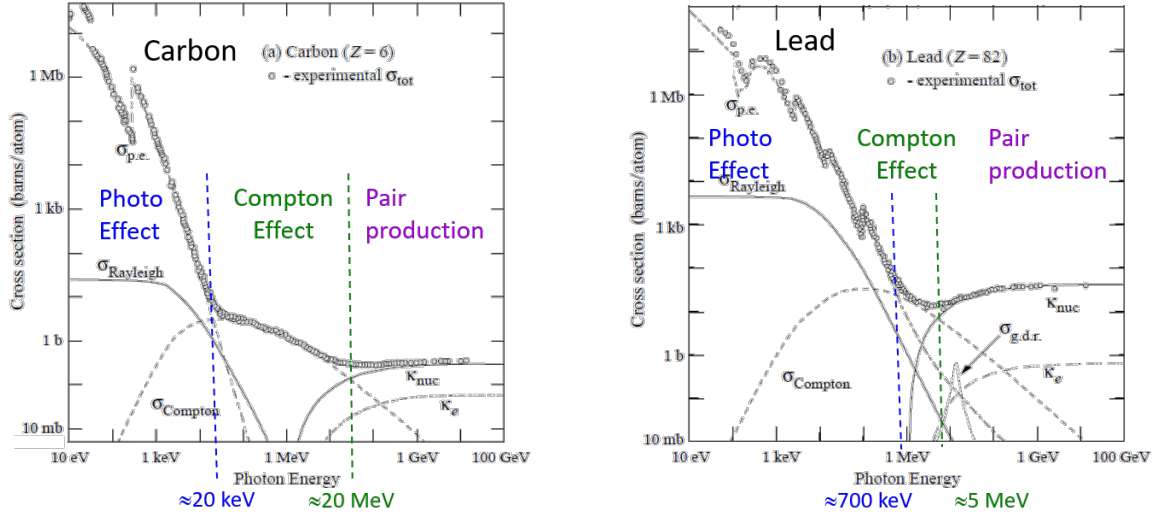 Carbon
(a) Carbon (Z = 6)
- experimental σtot
Cross section (barns/atom)
1 Mb
1 kb
1 b
10 mb
σp.e.
Photo
Effect
Compton
Effect
Pair
production
σRayleigh
σCompton
κnuc
κe
10 eV
1 keV
1 MeV
1 GeV
100 GeV
Photon Energy
≈20 keV
≈20 MeV
Lead
(b) Lead (Z = 82)
- experimental σtot
Cross section (barns/atom)
1 Mb
1 kb
1 b
10 mb
σp.e.
Photo
Effect
Compton
Effect
Pair
production
σRayleigh
κnuc
σg.d.r.
κe
σCompton
10 eV
1 keV
1 MeV
1 GeV
100 GeV
Photon Energy
≈700 keV
≈5 MeV